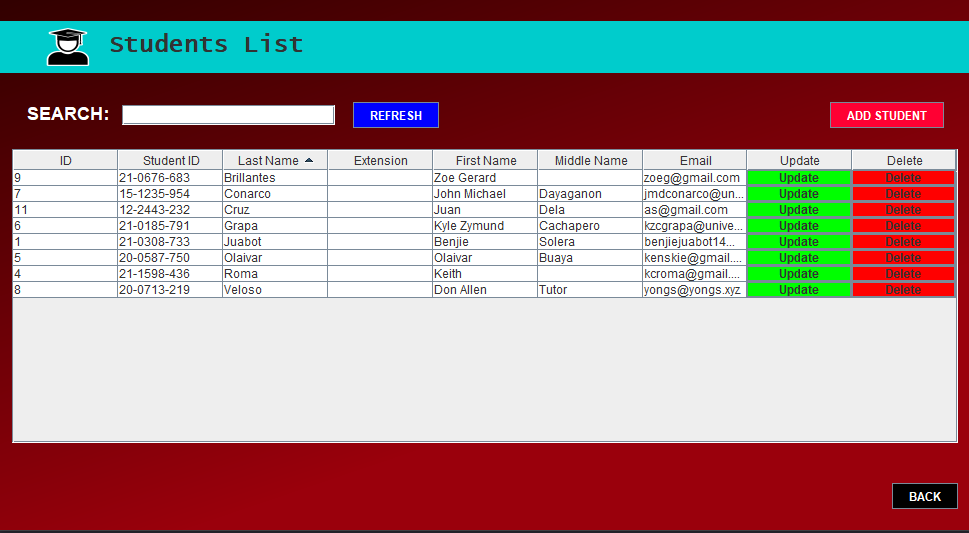 Students List
SEARCH: REFRESH ADD STUDENT
ID Student ID Last Name Extension First Name Middle Name Email Update Delete
9 21-0676-683 Brillantes Zoe Gerard zoeg@gmail.com Update Delete
7 15-1235-954 Conarco John Michael Dayaganon jmdconarco@un... Update Delete
11 12-2443-232 Cruz Juan Dela as@gmail.com Update Delete
6 21-0185-791 Grapa Kyle Zymund Cachapero kzcgrapa@unive... Update Delete
1 21-0308-733 Juabot Benjie Solera benjiejuabot14... Update Delete
5 20-0587-750 Olaivar Olaivar Buaya kenskie@gmail.... Update Delete
4 21-1598-436 Roma Keith kcroma@gmail.... Update Delete
8 20-0713-219 Veloso Don Allen Tutor yongs@yongs.xyz Update Delete
BACK